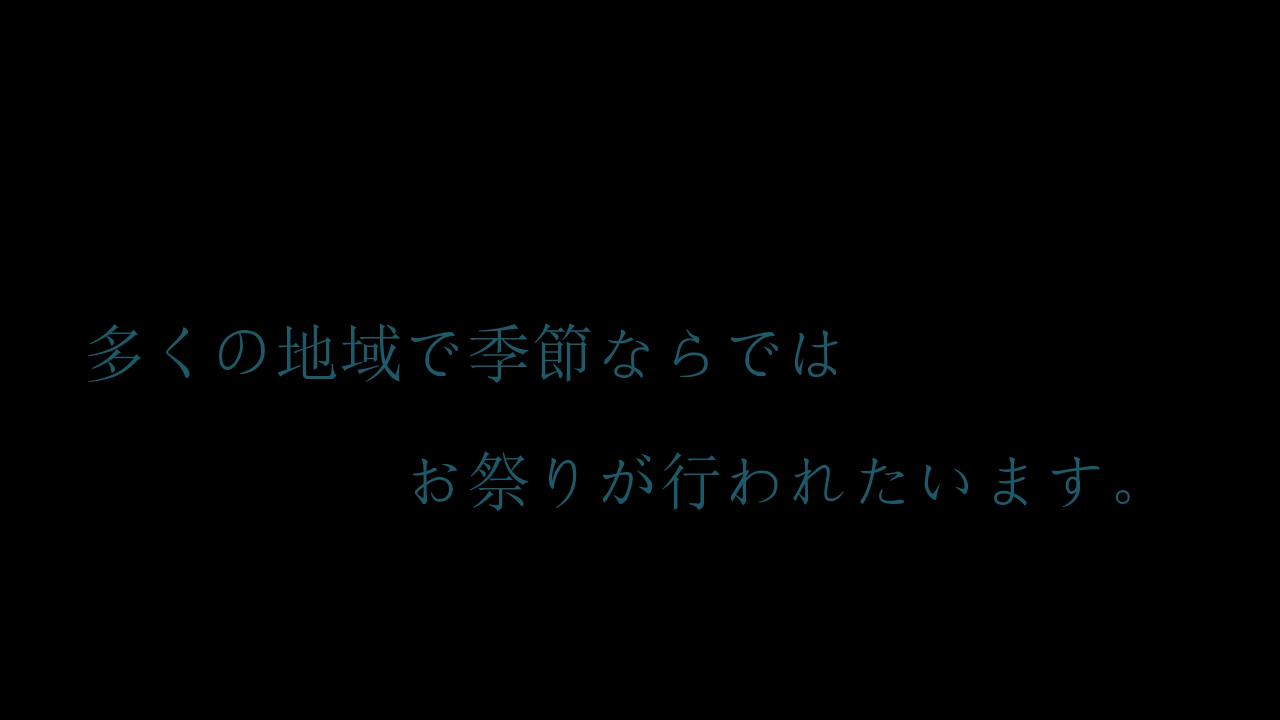 多くの地域で季節ならでは
お祭りが行われたいます。